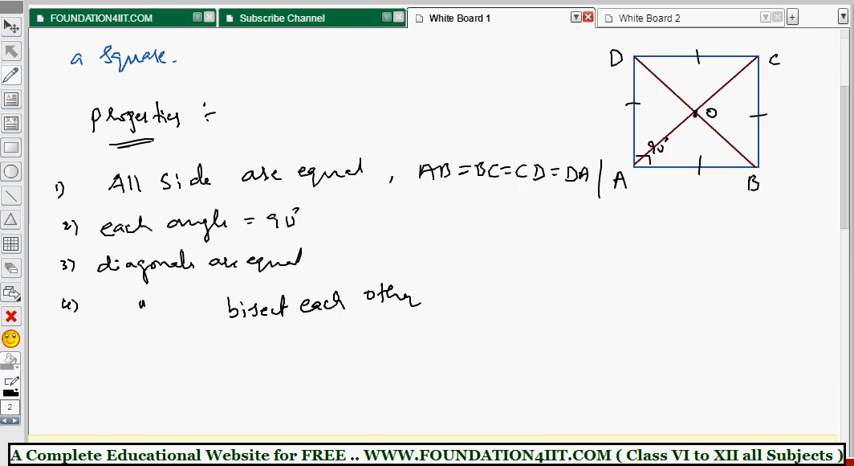 FOUNDATION4IIT.COM
Subscribe Channel
White Board 1
White Board 2
a Square.
Properties :-
1) All side are equal, AB = BC = CD = DA
2) each angle = 90°
3) diagonals are equal
4) " bisect each other
D
C
O
90°
A
B
2
A Complete Educational Website for FREE .. WWW.FOUNDATION4IIT.COM ( Class VI to XII all Subjects )